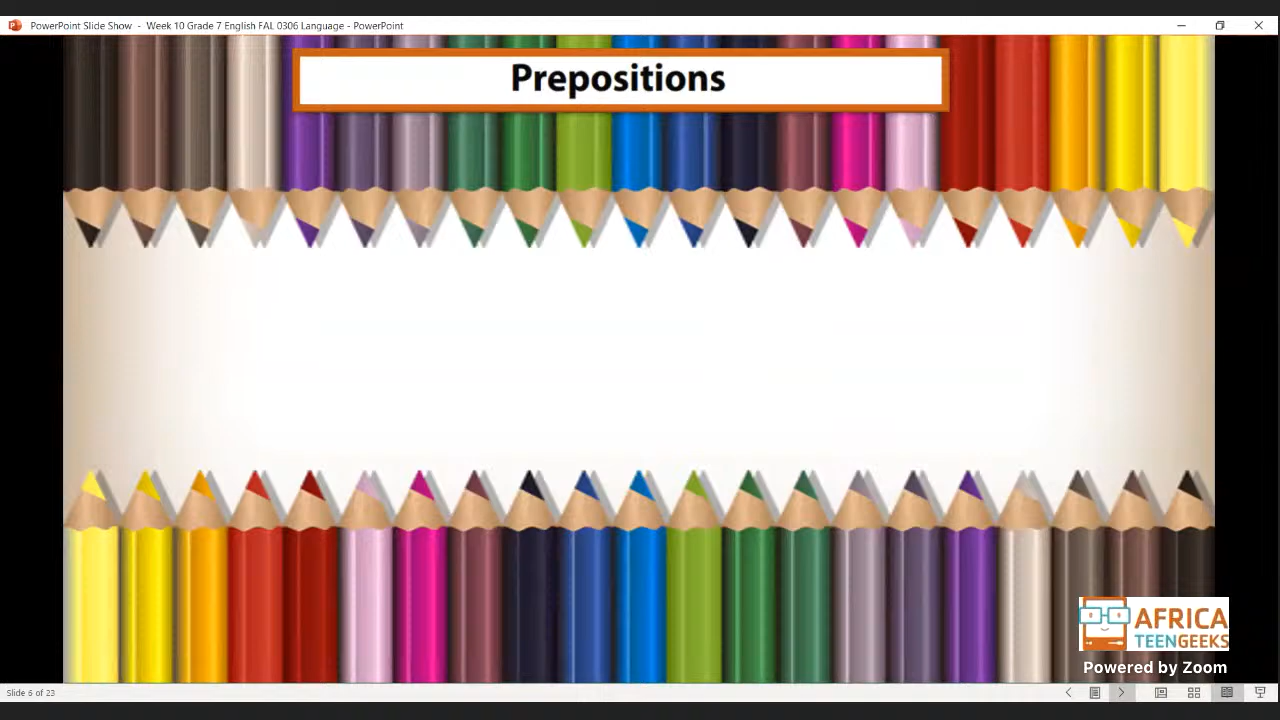 PowerPoint Slide Show - Week 10 Grade 7 English FAL 0306 Language - PowerPoint
Prepositions
AFRICA
TEENGEEKS
Powered by Zoom
Slide 6 of 23